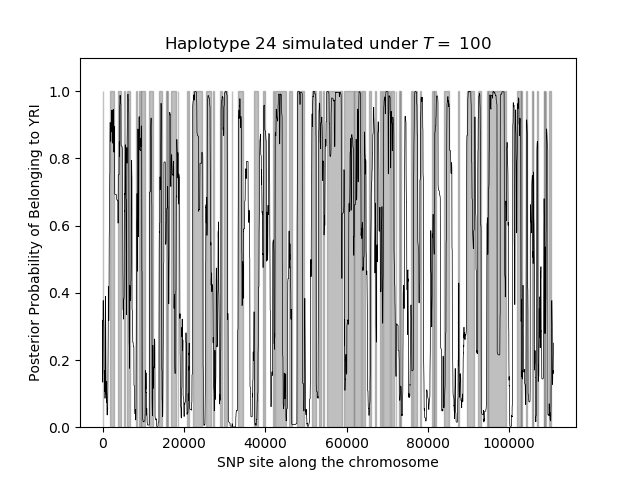 Haplotype 24 simulated under T = 100
Posterior Probability of Belonging to YRI
1.0
0.8
0.6
0.4
0.2
0.0
0 20000 40000 60000 80000 100000
SNP site along the chromosome